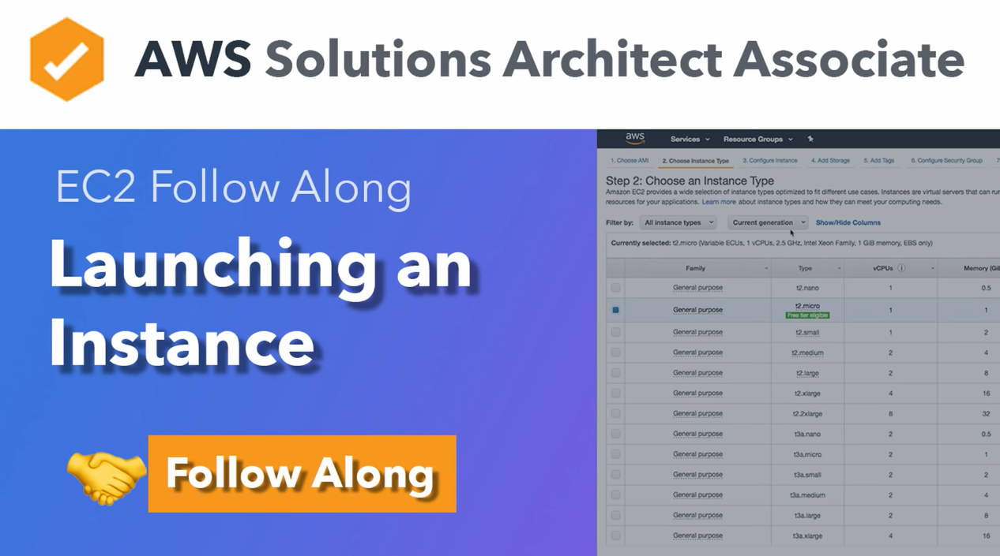 AWS Solutions Architect Associate
EC2 Follow Along
Launching an
Instance
Follow Along
aws Services Resource Groups
1. Choose AMI 2. Choose Instance Type 3. Configure Instance 4. Add Storage 5. Add Tags 6. Configure Security Group 7
Step 2: Choose an Instance Type
Amazon EC2 provides a wide selection of instance types optimized to fit different use cases. Instances are virtual servers that can run
resources for your applications. Learn more about instance types and how they can meet your computing needs.
Filter by: All instance types Current generation Show/Hide Columns
Currently selected: t2.micro (Variable ECUs, 1 vCPUs, 2.5 GHz, Intel Xeon Family, 1 GiB memory, EBS only)
Family Type vCPUs Memory (GiB
General purpose t2.nano 1 0.5
General purpose t2.micro 1 1
Free tier eligible
General purpose t2.small 1 2
General purpose t2.medium 2 4
General purpose t2.large 2 8
General purpose t2.xlarge 4 16
General purpose t2.2xlarge 8 32
General purpose t3a.nano 2 0.5
General purpose t3a.micro 2 1
General purpose t3a.small 2 2
General purpose t3a.medium 2 4
General purpose t3a.large 2 8
General purpose t3a.xlarge 4 16